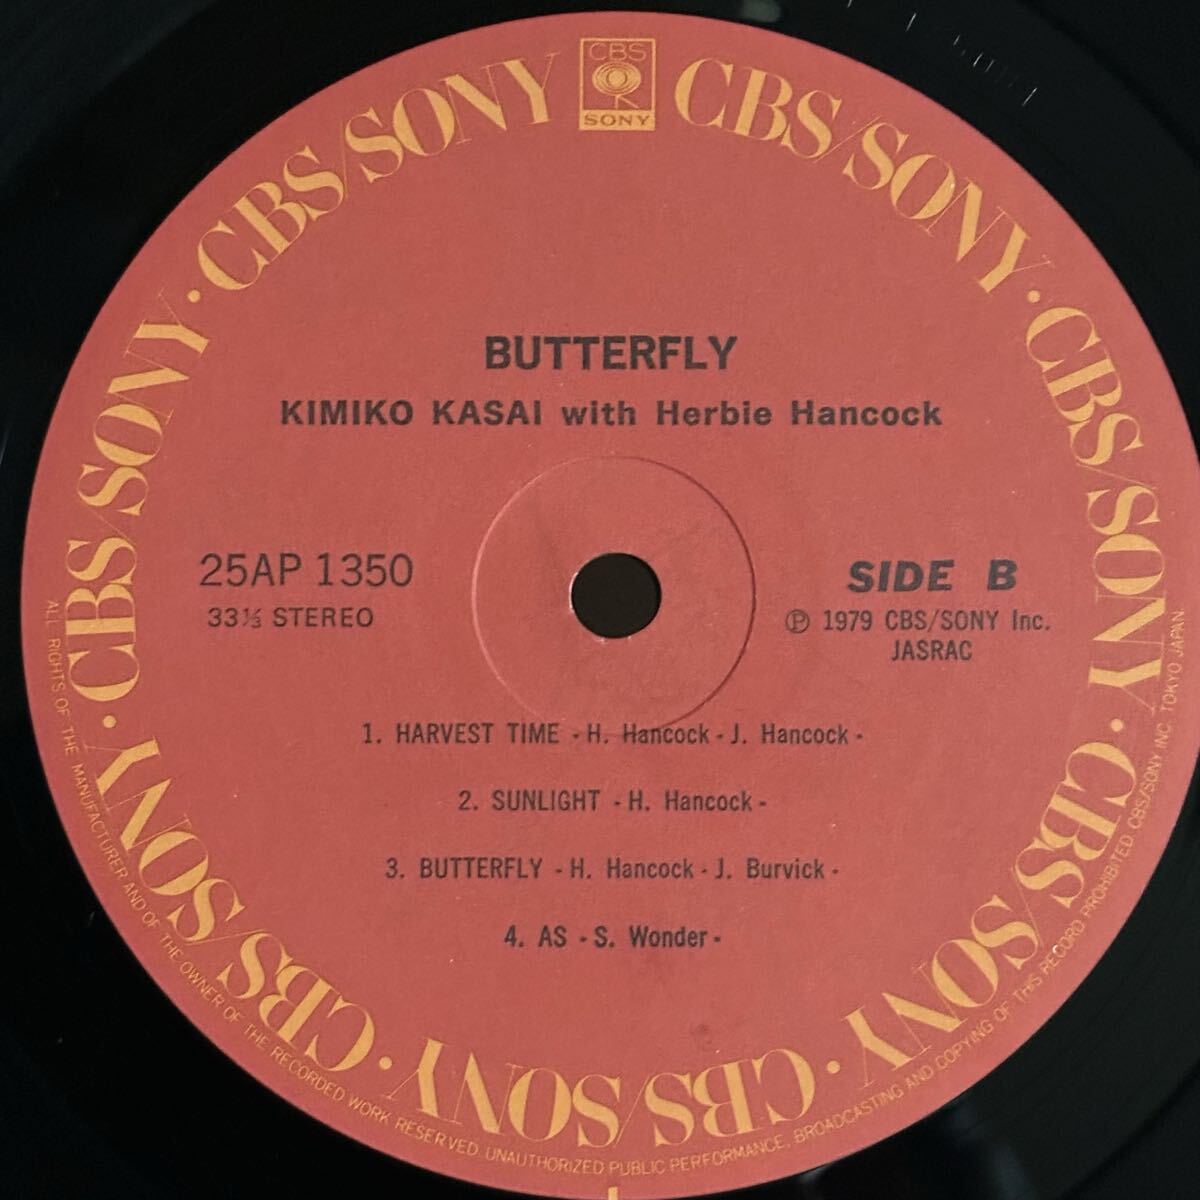 CBS
SONY
CBS/SONY · CBS/SONY · CBS/SONY · CBS/SONY · CBS/SONY · CBS/SONY · CBS/SONY · CBS/SONY
BUTTERFLY
KIMIKO KASAI with Herbie Hancock
25AP 1350
33⅓ STEREO
SIDE B
Ⓟ 1979 CBS/SONY Inc.
JASRAC
1. HARVEST TIME - H. Hancock - J. Hancock -
2. SUNLIGHT - H. Hancock -
3. BUTTERFLY - H. Hancock - J. Burvick -
4. AS - S. Wonder -
ALL RIGHTS OF THE MANUFACTURER AND OF THE OWNER OF THE RECORDED WORK RESERVED. UNAUTHORIZED PUBLIC PERFORMANCE, BROADCASTING AND COPYING OF THIS RECORD PROHIBITED. CBS/SONY INC. TOKYO JAPAN.